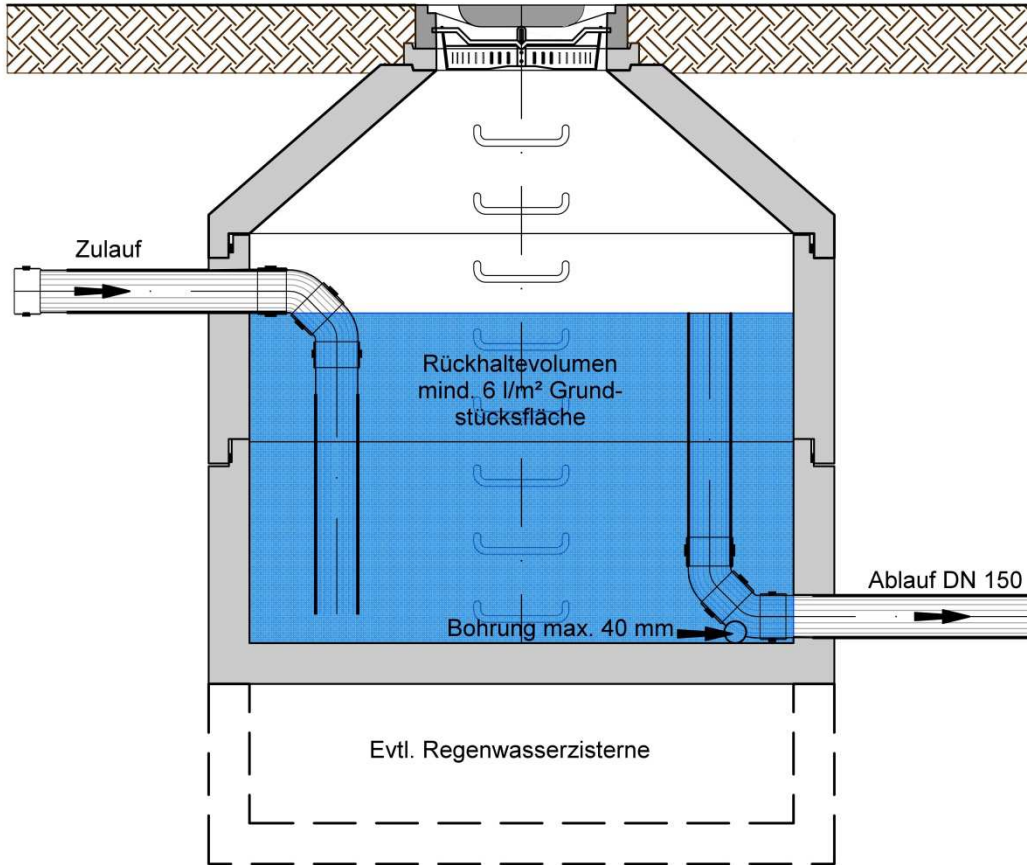 Zulauf
Rückhaltevolumen
mind. 6 l/m² Grund-
stücksfläche
Ablauf DN 150
Bohrung max. 40 mm
Evtl. Regenwasserzisterne